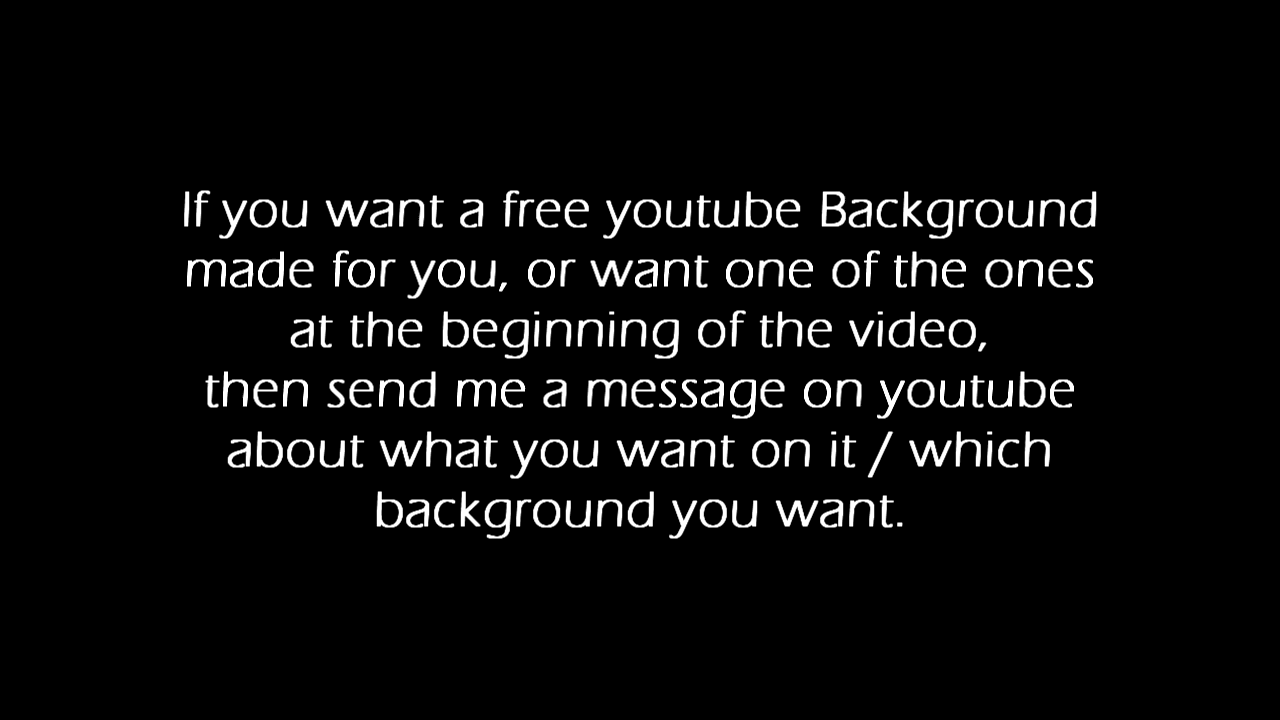 If you want a free youtube Background
made for you, or want one of the ones
at the beginning of the video,
then send me a message on youtube
about what you want on it / which
background you want.